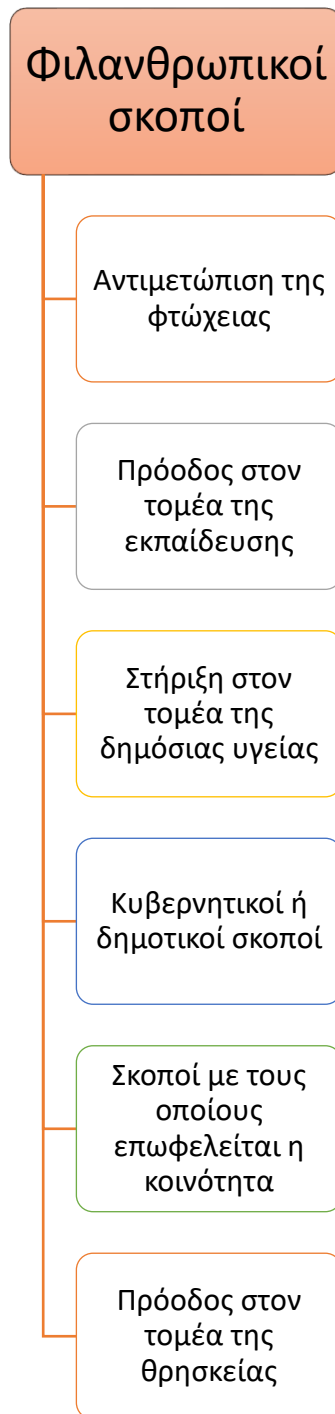 Φιλανθρωπικοί
σκοποί
Αντιμετώπιση της
φτώχειας
Πρόοδος στον
τομέα της
εκπαίδευσης
Στήριξη στον
τομέα της
δημόσιας υγείας
Κυβερνητικοί ή
δημοτικοί σκοποί
Σκοποί με τους
οποίους
επωφελείται η
κοινότητα
Πρόοδος στον
τομέα της
θρησκείας